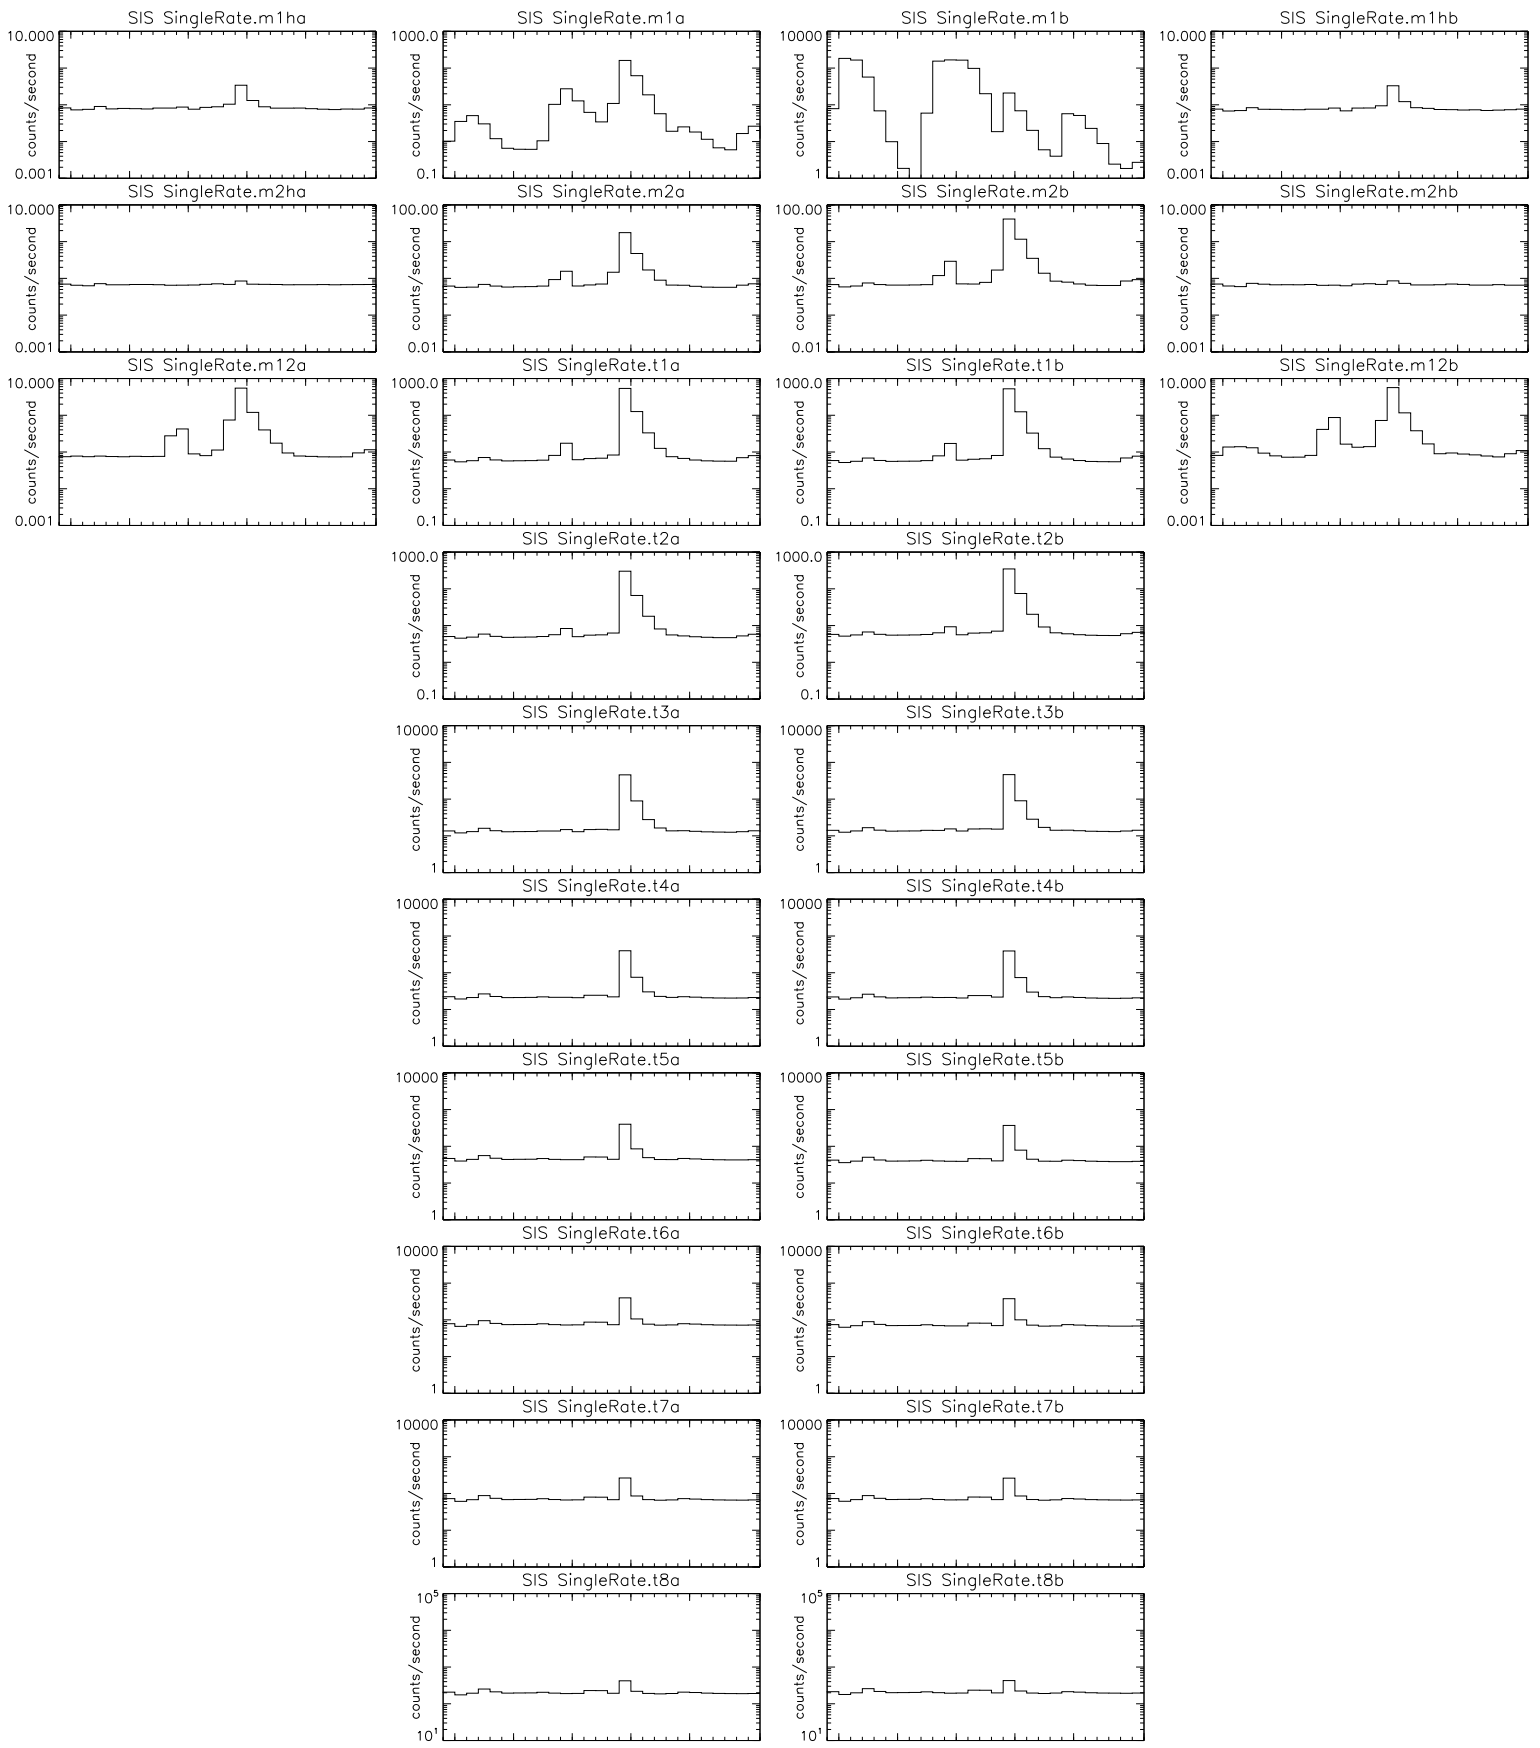 SIS SingleRate.m1ha
10.000
counts/second
0.001
SIS SingleRate.m1a
1000.0
counts/second
0.1
SIS SingleRate.m1b
10000
counts/second
1
SIS SingleRate.m1hb
10.000
counts/second
0.001
SIS SingleRate.m2ha
10.000
counts/second
0.001
SIS SingleRate.m2a
100.00
counts/second
0.01
SIS SingleRate.m2b
100.00
counts/second
0.01
SIS SingleRate.m2hb
10.000
counts/second
0.001
SIS SingleRate.m12a
10.000
counts/second
0.001
SIS SingleRate.t1a
1000.0
counts/second
0.1
SIS SingleRate.t1b
1000.0
counts/second
0.1
SIS SingleRate.m12b
10.000
counts/second
0.001
SIS SingleRate.t2a
1000.0
counts/second
0.1
SIS SingleRate.t2b
1000.0
counts/second
0.1
SIS SingleRate.t3a
10000
counts/second
1
SIS SingleRate.t3b
10000
counts/second
1
SIS SingleRate.t4a
10000
counts/second
1
SIS SingleRate.t4b
10000
counts/second
1
SIS SingleRate.t5a
10000
counts/second
1
SIS SingleRate.t5b
10000
counts/second
1
SIS SingleRate.t6a
10000
counts/second
1
SIS SingleRate.t6b
10000
counts/second
1
SIS SingleRate.t7a
10000
counts/second
1
SIS SingleRate.t7b
10000
counts/second
1
SIS SingleRate.t8a
10⁵
counts/second
10¹
SIS SingleRate.t8b
10⁵
counts/second
10¹